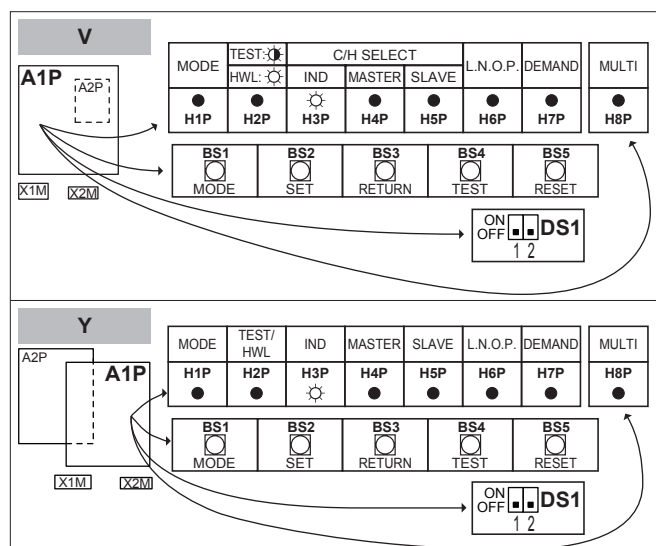 V
A1P
A2P
X1M X2M
MODE TEST: C/H SELECT L.N.O.P. DEMAND MULTI
HWL: IND MASTER SLAVE
H1P H2P H3P H4P H5P H6P H7P H8P
BS1 BS2 BS3 BS4 BS5
MODE SET RETURN TEST RESET
ON
OFF DS1
1 2
Y
A2P
A1P
X1M X2M
MODE TEST/ IND MASTER SLAVE L.N.O.P. DEMAND MULTI
HWL
H1P H2P H3P H4P H5P H6P H7P H8P
BS1 BS2 BS3 BS4 BS5
MODE SET RETURN TEST RESET
ON
OFF DS1
1 2